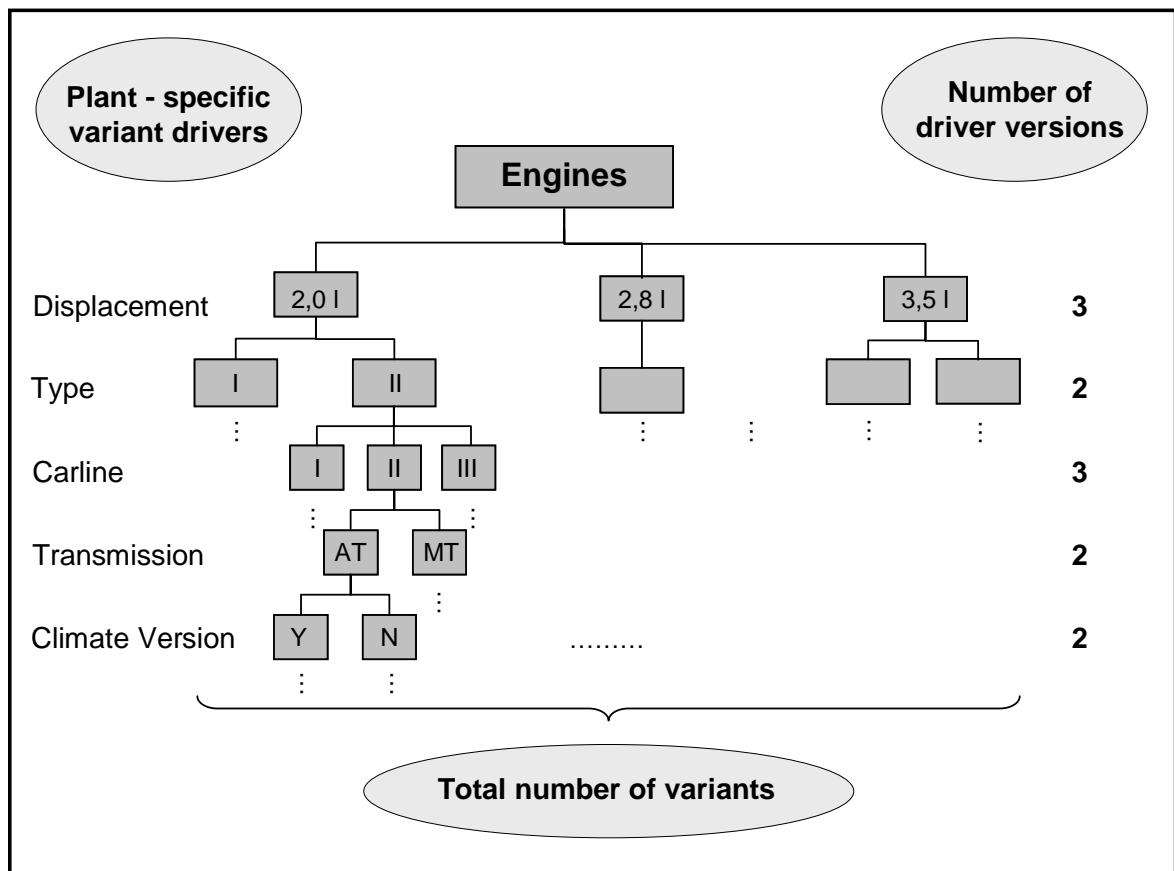 Plant - specific
variant drivers
Number of
driver versions
Engines
Displacement 2,0 l 2,8 l 3,5 l 3
Type I II 2
Carline I II III 3
Transmission AT MT 2
Climate Version Y N ......... 2
Total number of variants